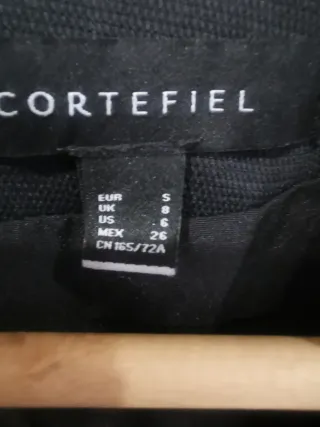 CORTEFIEL
EUR S
UK 8
US 6
MEX 26
CN 165/72A